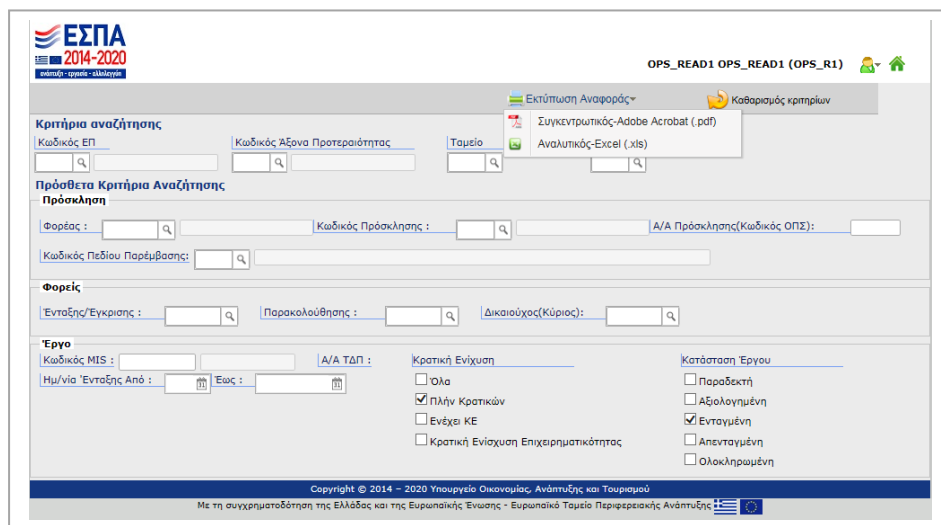 ΕΣΠΑ
2014-2020
ανάπτυξη - εργασία - αλληλεγγύη
OPS_READ1 OPS_READ1 (OPS_R1)
Εκτύπωση Αναφοράς
Καθαρισμός κριτηρίων
Συγκεντρωτικός-Adobe Acrobat (.pdf)
Αναλυτικός-Excel (.xls)
Κριτήρια αναζήτησης
Κωδικός ΕΠ Κωδικός Άξονα Προτεραιότητας Ταμείο
Πρόσθετα Κριτήρια Αναζήτησης
Πρόσκληση
Φορέας : Κωδικός Πρόσκλησης : Α/Α Πρόσκλησης(Κωδικός ΟΠΣ):
Κωδικός Πεδίου Παρέμβασης:
Φορείς
Ένταξης/Έγκρισης : Παρακολούθησης : Δικαιούχος(Κύριος):
Έργο
Κωδικός MIS : Α/Α ΤΔΠ : Κρατική Ενίχυση Κατάσταση Έργου
Ημ/νία Ένταξης Από : Έως : Όλα Παραδεκτή
Πλήν Κρατικών Αξιολογημένη
Ενέχει ΚΕ Ενταγμένη
Κρατική Ενίσχυση Επιχειρηματικότητας Απενταγμένη
Ολοκληρωμένη
Copyright © 2014 – 2020 Υπουργείο Οικονομίας, Ανάπτυξης και Τουρισμού
Με τη συγχρηματοδότηση της Ελλάδας και της Ευρωπαϊκής Ένωσης - Ευρωπαϊκό Ταμείο Περιφερειακής Ανάπτυξης